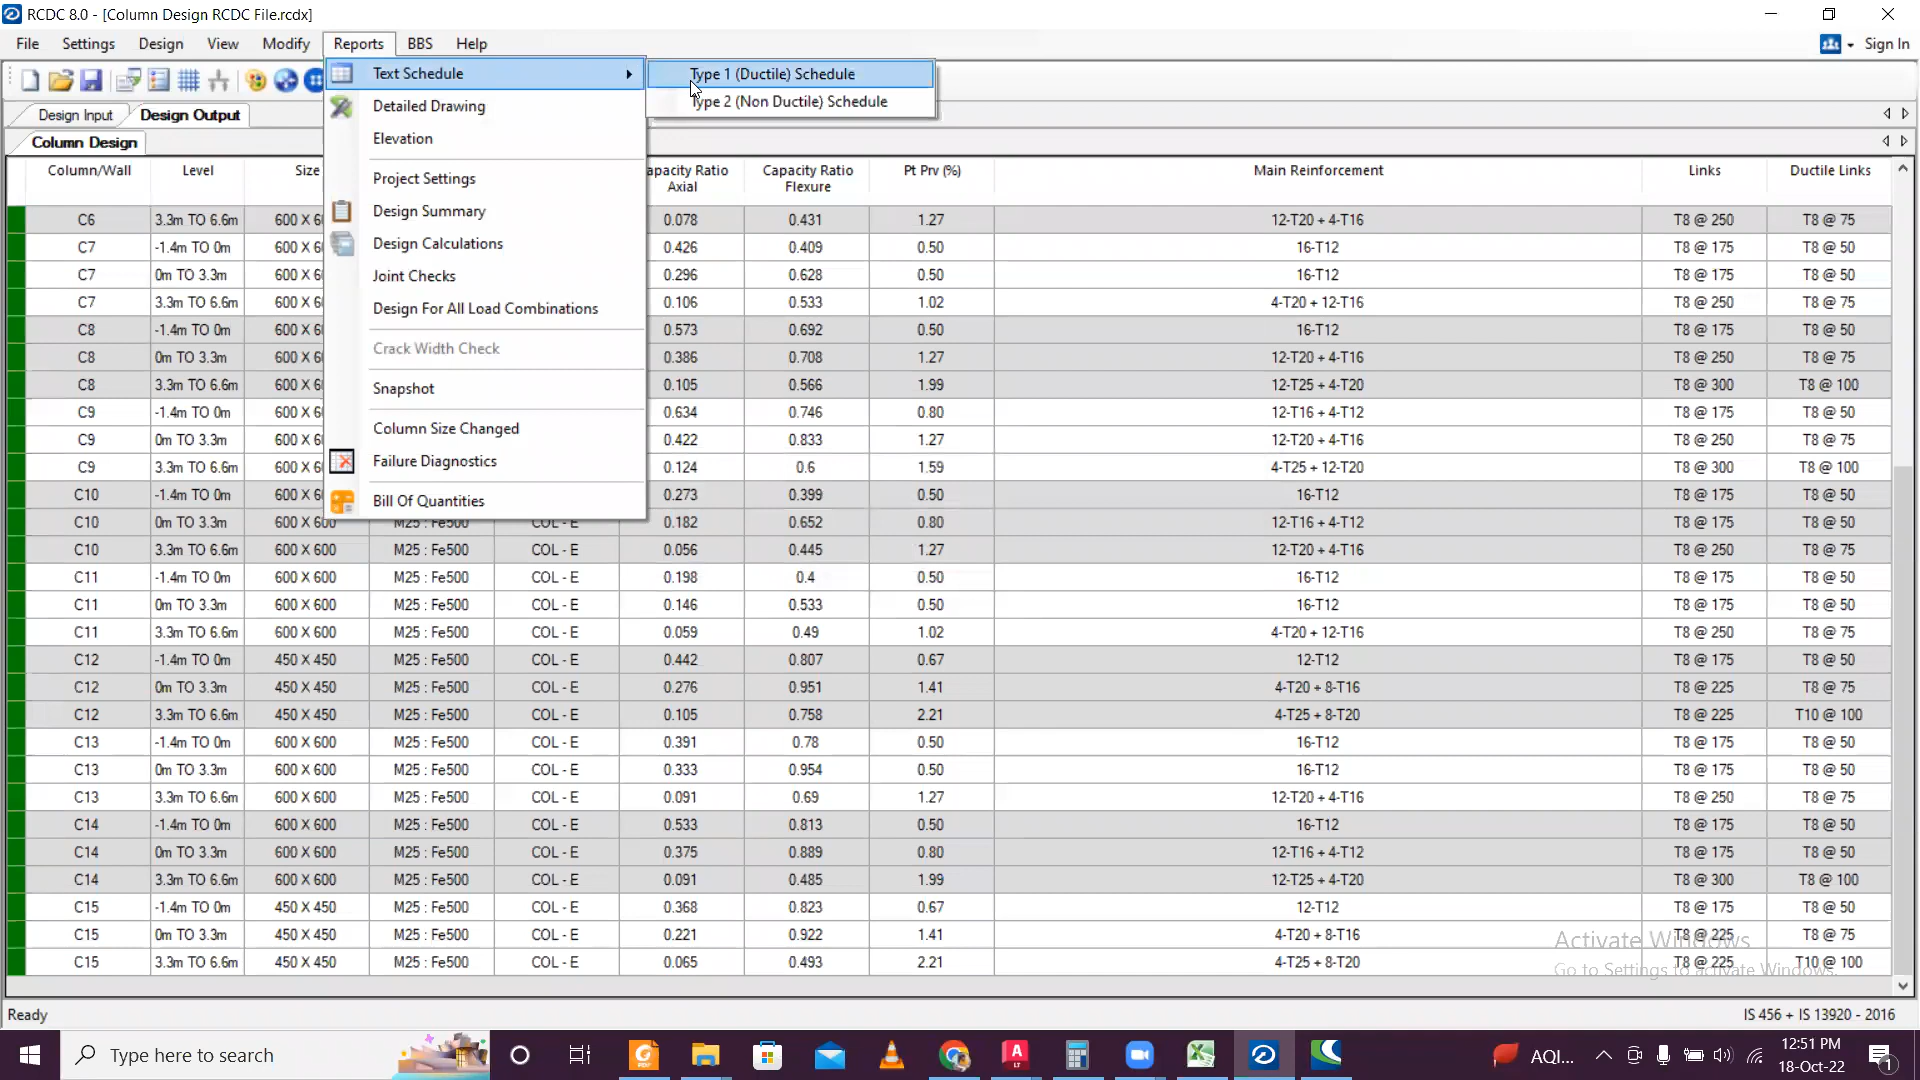 RCDC 8.0 - [Column Design RCDC File.rcdx]
File Settings Design View Modify Reports BBS Help Sign In
Text Schedule
Detailed Drawing
Elevation
Project Settings
Design Summary
Design Calculations
Joint Checks
Design For All Load Combinations
Crack Width Check
Snapshot
Column Size Changed
Failure Diagnostics
Bill Of Quantities
Type 1 (Ductile) Schedule
Type 2 (Non Ductile) Schedule
Design Input Design Output
Column Design
Column/Wall Level Size apacity Ratio Axial Capacity Ratio Flexure Pt Prv (%) Main Reinforcement Links Ductile Links
C6 3.3m TO 6.6m 600 X 6 0.078 0.431 1.27 12-T20 + 4-T16 T8 @ 250 T8 @ 75
C7 -1.4m TO 0m 600 X 6 0.426 0.409 0.50 16-T12 T8 @ 175 T8 @ 50
C7 0m TO 3.3m 600 X 6 0.296 0.628 0.50 16-T12 T8 @ 175 T8 @ 50
C7 3.3m TO 6.6m 600 X 6 0.106 0.533 1.02 4-T20 + 12-T16 T8 @ 250 T8 @ 75
C8 -1.4m TO 0m 600 X 6 0.573 0.692 0.50 16-T12 T8 @ 175 T8 @ 50
C8 0m TO 3.3m 600 X 6 0.386 0.708 1.27 12-T20 + 4-T16 T8 @ 250 T8 @ 75
C8 3.3m TO 6.6m 600 X 6 0.105 0.566 1.99 12-T25 + 4-T20 T8 @ 300 T8 @ 100
C9 -1.4m TO 0m 600 X 6 0.634 0.746 0.80 12-T16 + 4-T12 T8 @ 175 T8 @ 50
C9 0m TO 3.3m 600 X 6 0.422 0.833 1.27 12-T20 + 4-T16 T8 @ 250 T8 @ 75
C9 3.3m TO 6.6m 600 X 6 0.124 0.6 1.59 4-T25 + 12-T20 T8 @ 300 T8 @ 100
C10 -1.4m TO 0m 600 X 6 0.273 0.399 0.50 16-T12 T8 @ 175 T8 @ 50
C10 0m TO 3.3m 600 X 600 M25 : Fe500 COL - E 0.182 0.652 0.80 12-T16 + 4-T12 T8 @ 175 T8 @ 50
C10 3.3m TO 6.6m 600 X 600 M25 : Fe500 COL - E 0.056 0.445 1.27 12-T20 + 4-T16 T8 @ 250 T8 @ 75
C11 -1.4m TO 0m 600 X 600 M25 : Fe500 COL - E 0.198 0.4 0.50 16-T12 T8 @ 175 T8 @ 50
C11 0m TO 3.3m 600 X 600 M25 : Fe500 COL - E 0.146 0.533 0.50 16-T12 T8 @ 175 T8 @ 50
C11 3.3m TO 6.6m 600 X 600 M25 : Fe500 COL - E 0.059 0.49 1.02 4-T20 + 12-T16 T8 @ 250 T8 @ 75
C12 -1.4m TO 0m 450 X 450 M25 : Fe500 COL - E 0.442 0.807 0.67 12-T12 T8 @ 175 T8 @ 50
C12 0m TO 3.3m 450 X 450 M25 : Fe500 COL - E 0.276 0.951 1.41 4-T20 + 8-T16 T8 @ 225 T8 @ 75
C12 3.3m TO 6.6m 450 X 450 M25 : Fe500 COL - E 0.105 0.758 2.21 4-T25 + 8-T20 T8 @ 225 T10 @ 100
C13 -1.4m TO 0m 600 X 600 M25 : Fe500 COL - E 0.391 0.78 0.50 16-T12 T8 @ 175 T8 @ 50
C13 0m TO 3.3m 600 X 600 M25 : Fe500 COL - E 0.333 0.954 0.50 16-T12 T8 @ 175 T8 @ 50
C13 3.3m TO 6.6m 600 X 600 M25 : Fe500 COL - E 0.091 0.69 1.27 12-T20 + 4-T16 T8 @ 250 T8 @ 75
C14 -1.4m TO 0m 600 X 600 M25 : Fe500 COL - E 0.533 0.813 0.50 16-T12 T8 @ 175 T8 @ 50
C14 0m TO 3.3m 600 X 600 M25 : Fe500 COL - E 0.375 0.889 0.80 12-T16 + 4-T12 T8 @ 175 T8 @ 50
C14 3.3m TO 6.6m 600 X 600 M25 : Fe500 COL - E 0.091 0.485 1.99 12-T25 + 4-T20 T8 @ 300 T8 @ 100
C15 -1.4m TO 0m 450 X 450 M25 : Fe500 COL - E 0.368 0.823 0.67 12-T12 T8 @ 175 T8 @ 50
C15 0m TO 3.3m 450 X 450 M25 : Fe500 COL - E 0.221 0.922 1.41 4-T20 + 8-T16 T8 @ 225 T8 @ 75
C15 3.3m TO 6.6m 450 X 450 M25 : Fe500 COL - E 0.065 0.493 2.21 4-T25 + 8-T20 T8 @ 225 T10 @ 100
Activate Windows
Go to Settings to activate Windows.
Ready IS 456 + IS 13920 - 2016
Type here to search AQI... 12:51 PM
18-Oct-22 1